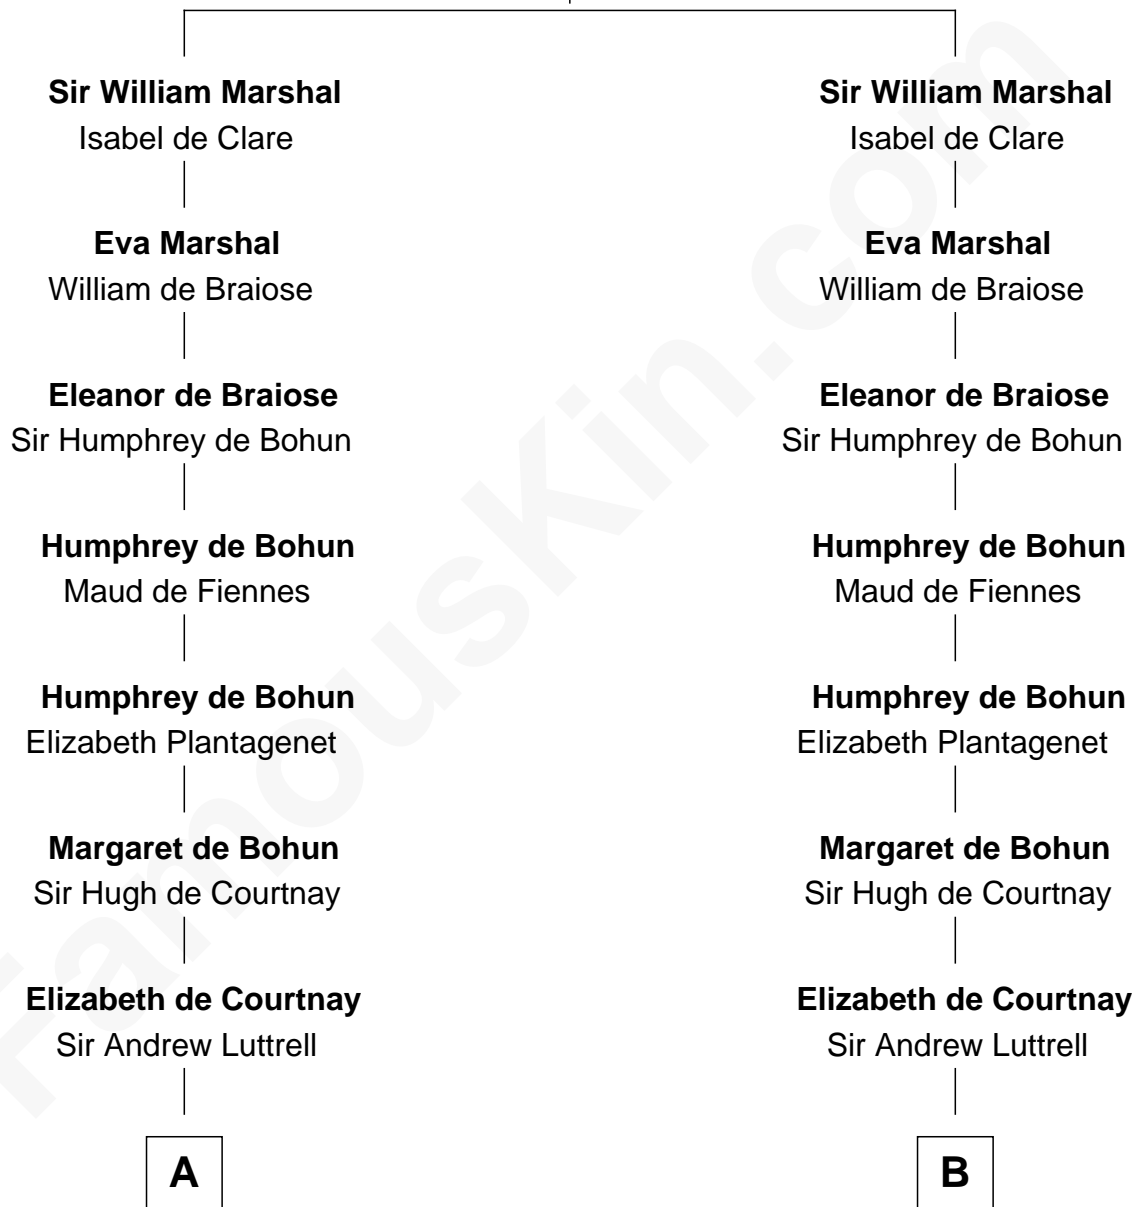 Sir William Marshal
Isabel de Clare
Eva Marshal
William de Braiose
Eleanor de Braiose
Sir Humphrey de Bohun
Humphrey de Bohun
Maud de Fiennes
Humphrey de Bohun
Elizabeth Plantagenet
Margaret de Bohun
Sir Hugh de Courtnay
Elizabeth de Courtnay
Sir Andrew Luttrell
A
Sir William Marshal
Isabel de Clare
Eva Marshal
William de Braiose
Eleanor de Braiose
Sir Humphrey de Bohun
Humphrey de Bohun
Maud de Fiennes
Humphrey de Bohun
Elizabeth Plantagenet
Margaret de Bohun
Sir Hugh de Courtnay
Elizabeth de Courtnay
Sir Andrew Luttrell
B
FamousKin.com